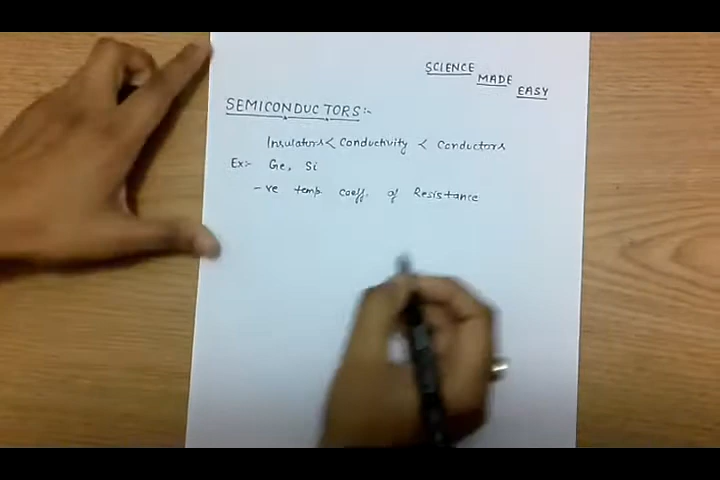 SCIENCE
MADE
EASY
SEMICONDUCTORS:-
Insulators < Conductivity < Conductors
Ex:- Ge, Si
-ve temp. coeff. of Resistance